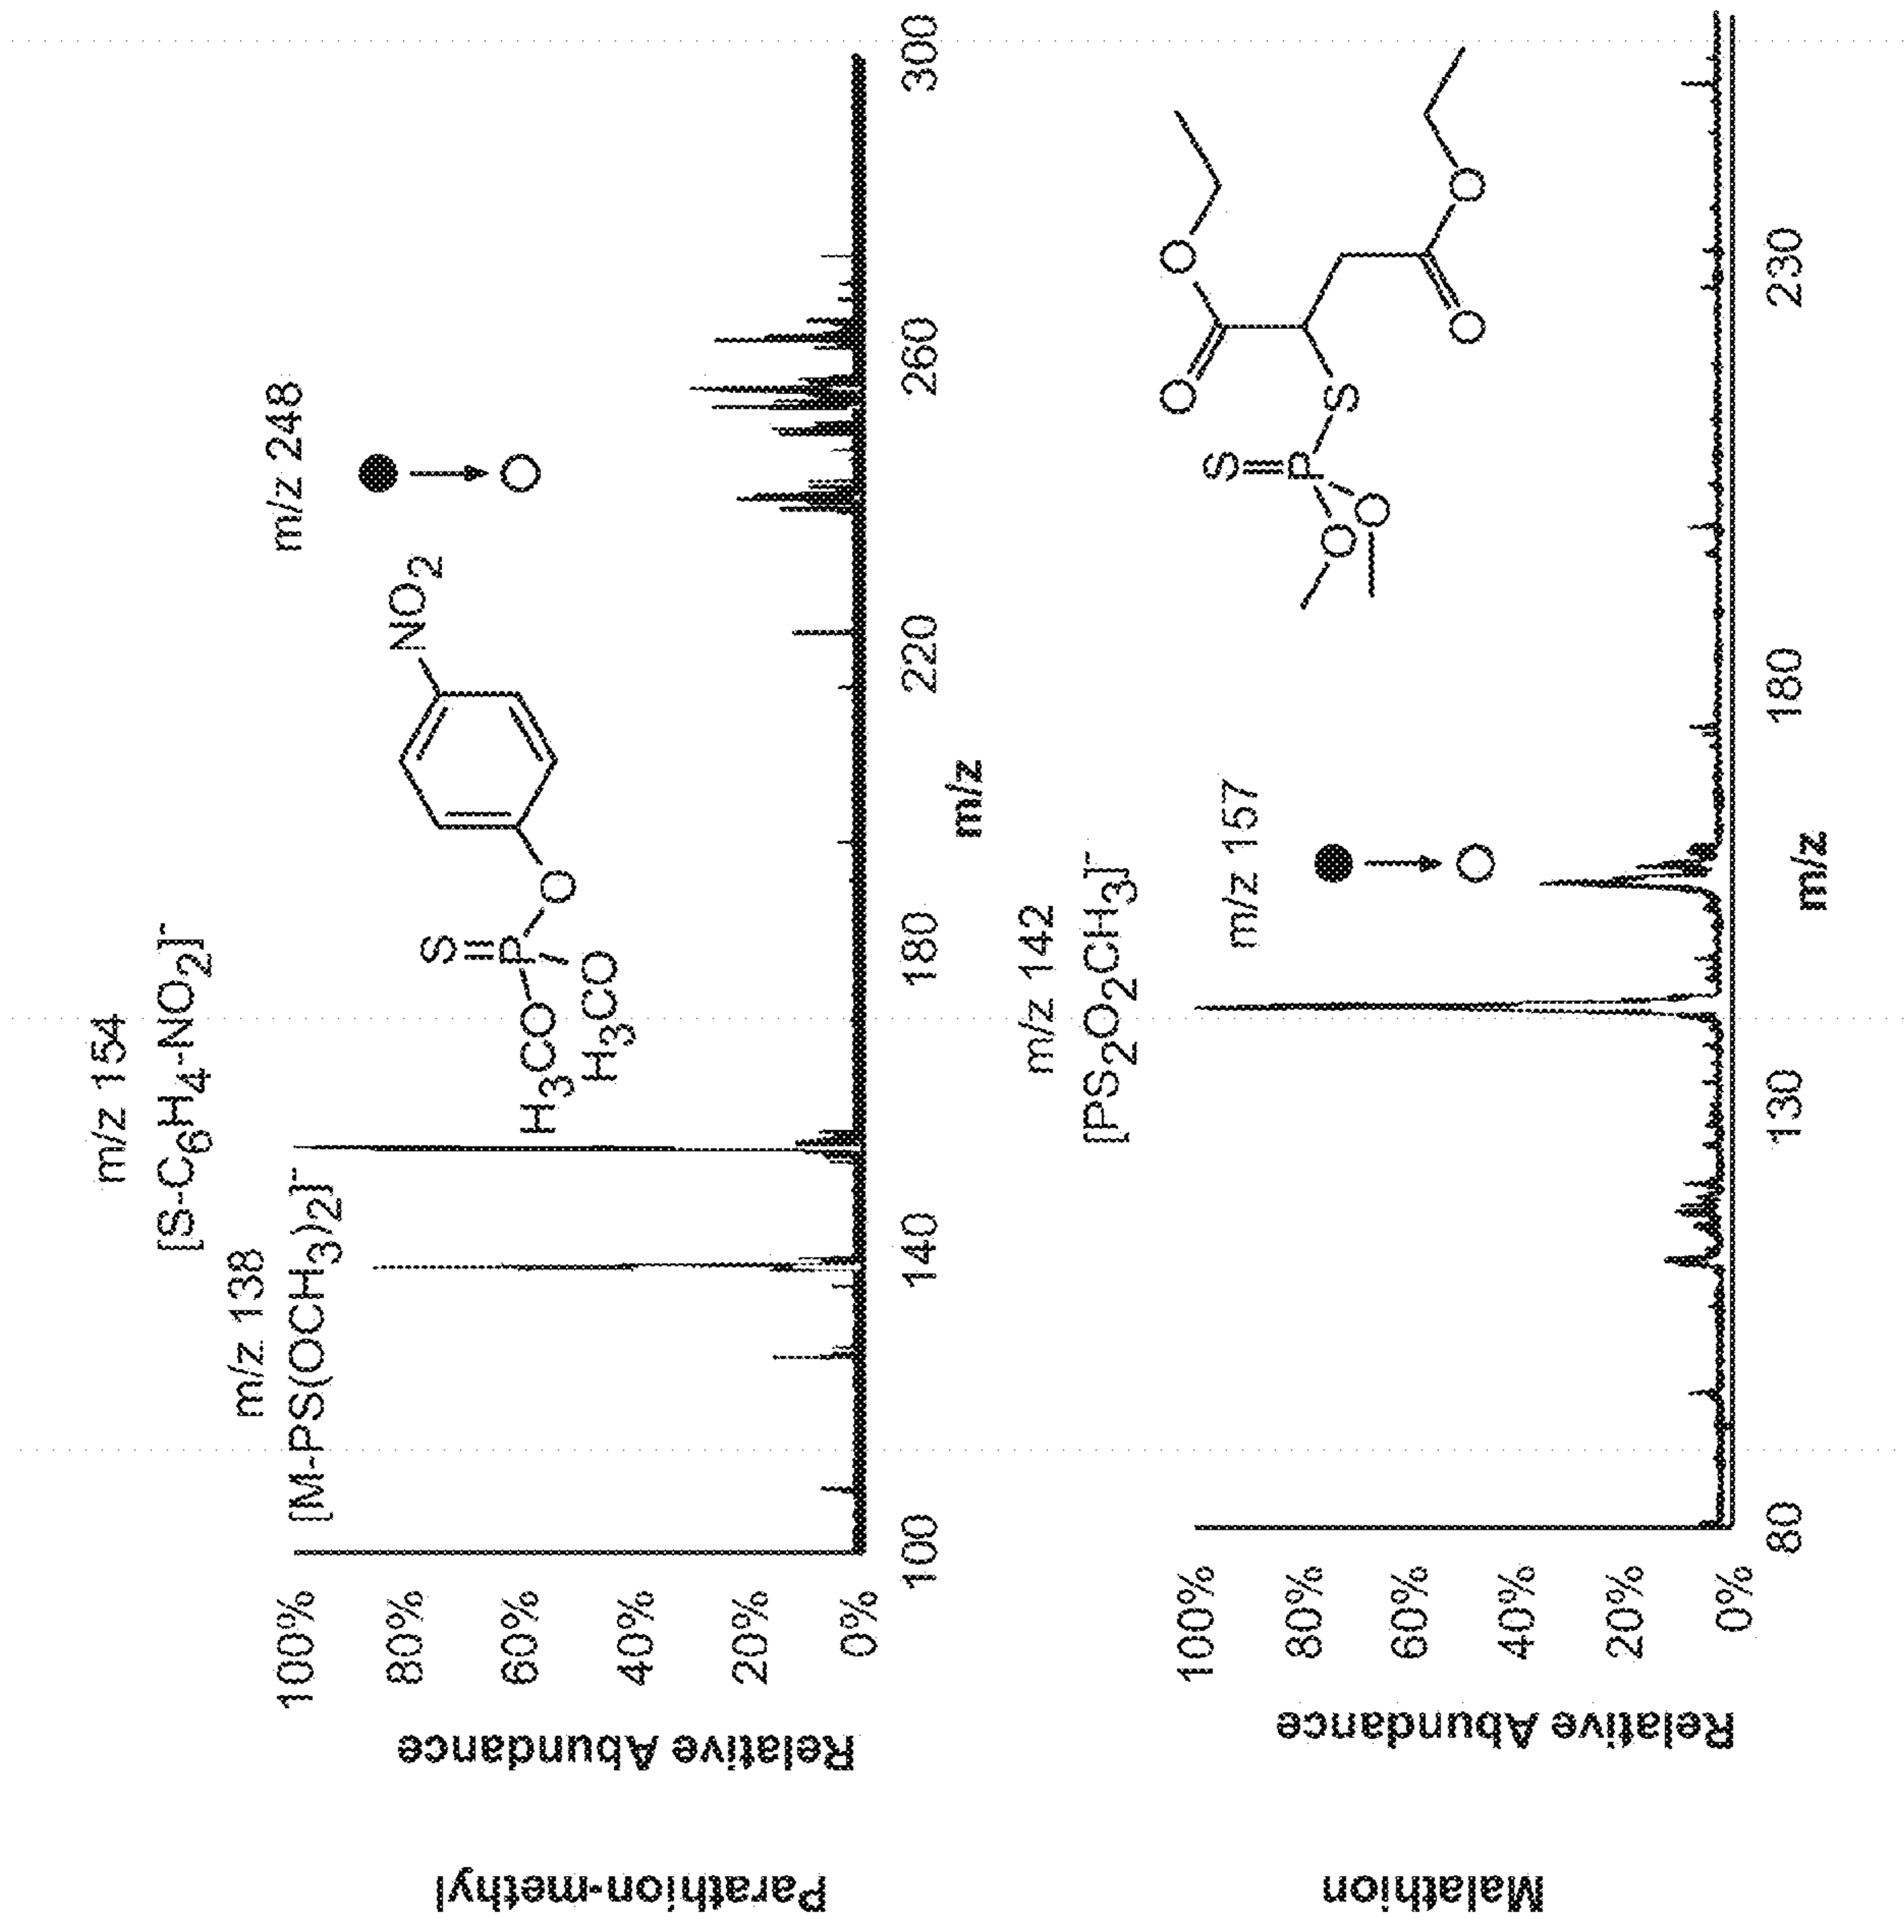 Parathion-methyl
Relative Abundance
100%
80%
60%
40%
20%
0%
m/z 154
[S-C6H4-NO2]-
m/z 138
[M-PS(OCH3)2]-
m/z 248
S
P
O
H3CO
H3CO
NO2
100
140
180
220
260
300
m/z
Malathion
Relative Abundance
100%
80%
60%
40%
20%
0%
m/z 142
[PS2O2CH3]-
m/z 157
O
O
S
P
S
O
O
O
O
80
130
180
230
m/z